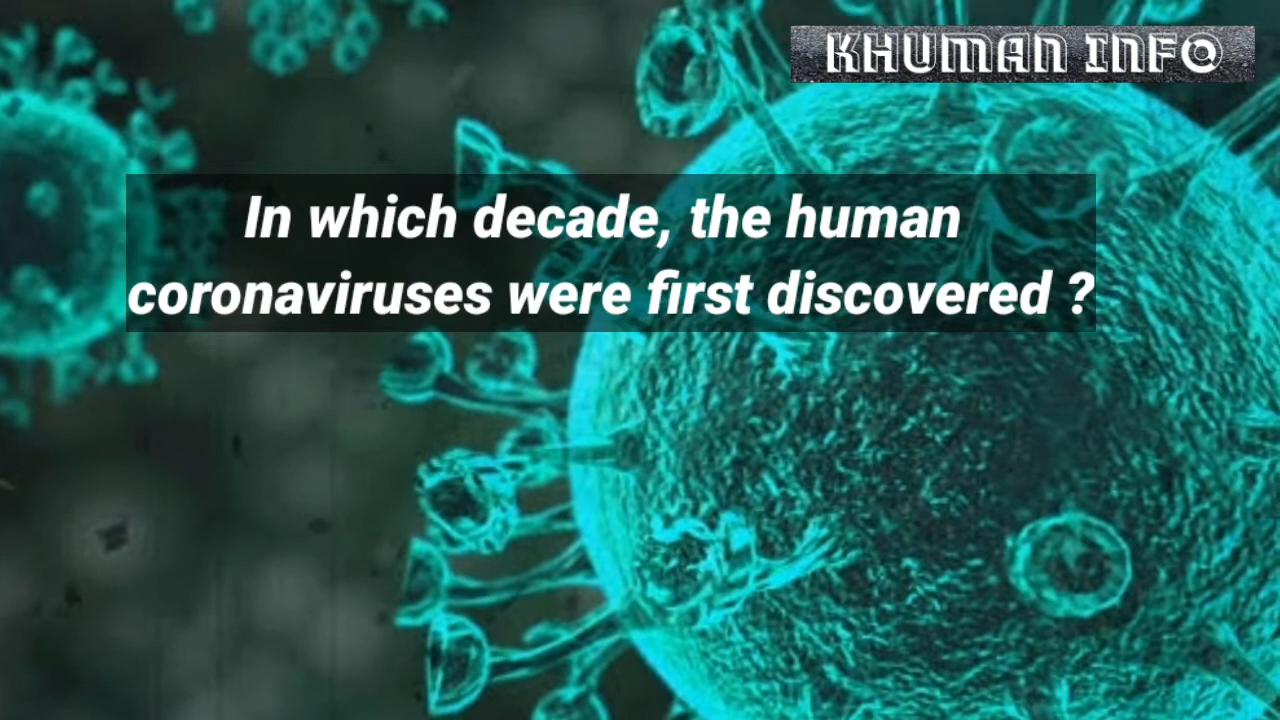 KHUMAN INFO
In which decade, the human
coronaviruses were first discovered ?